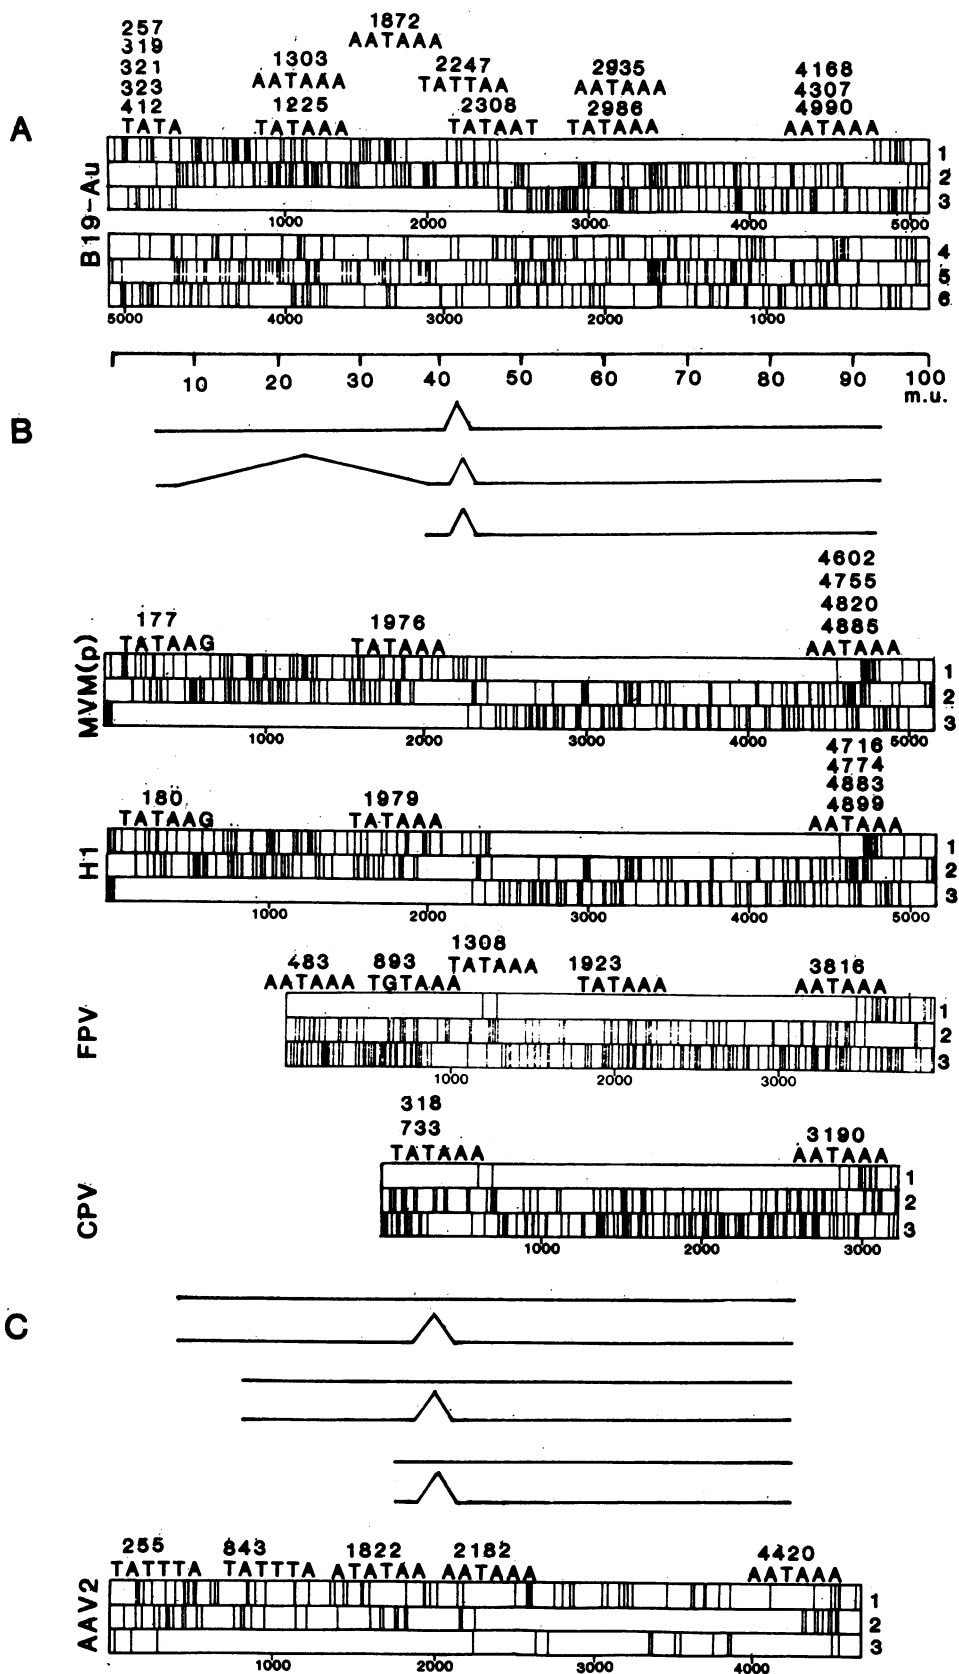 1872
AATAAA
257
319
321
323
412
TATA
1303
AATAAA
1225
TATAAA
2247
TATTAA
2308
TATAAT
2935
AATAAA
2986
TATAAA
4168
4307
4990
AATAAA
A
B19-Au
1
2
3
1000 2000 3000 4000 5000
4
5
6
5000 4000 3000 2000 1000
10 20 30 40 50 60 70 80 90 100
m.u.
B
4602
4755
4820
4885
AATAAA
177
TATAAG
1976
TATAAA
MVM(p)
1
2
3
1000 2000 3000 4000 5000
4716
4774
4883
4899
AATAAA
180
TATAAG
1979
TATAAA
H1
1
2
3
1000 2000 3000 4000 5000
483
AATAAA
893
TGTAAA
1308
TATAAA
1923
TATAAA
3816
AATAAA
FPV
1
2
3
1000 2000 3000
318
733
TATAAA
3190
AATAAA
CPV
1
2
3
1000 2000 3000
C
255
TATTTA
843
TATTTA
1822
ATATAA
2182
AATAAA
4420
AATAAA
AAV2
1
2
3
1000 2000 3000 4000